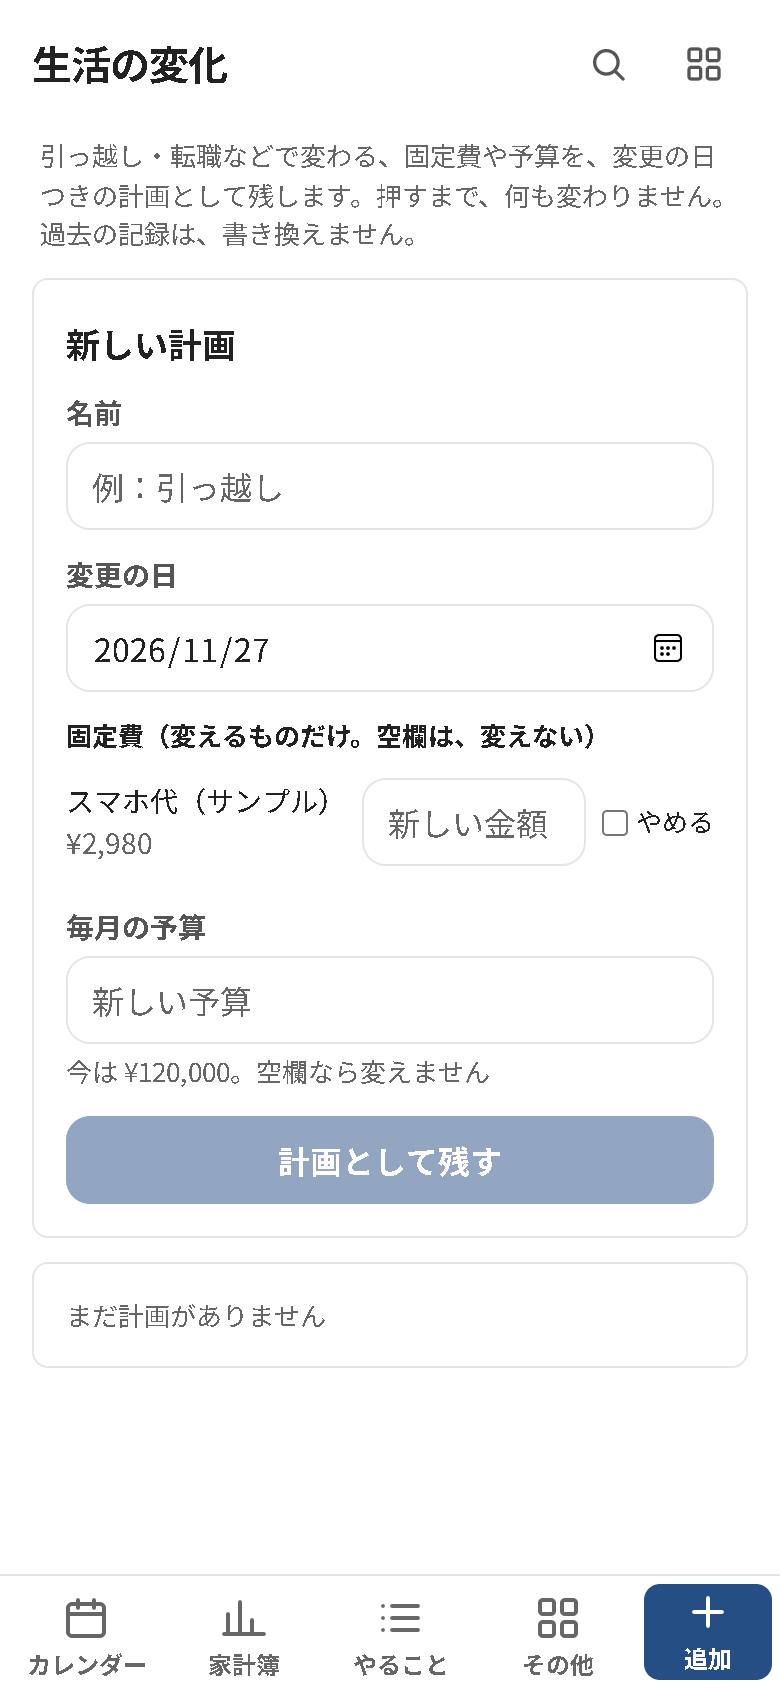 生活の変化
引っ越し・転職などで変わる、固定費や予算を、変更の日
つきの計画として残します。押すまで、何も変わりません。
過去の記録は、書き換えません。
新しい計画
名前
例：引っ越し
変更の日
2026/11/27
固定費（変えるものだけ。空欄は、変えない）
スマホ代（サンプル）
¥2,980
新しい金額
やめる
毎月の予算
新しい予算
今は ¥120,000。空欄なら変えません
計画として残す
まだ計画がありません
カレンダー
家計簿
やること
その他
追加